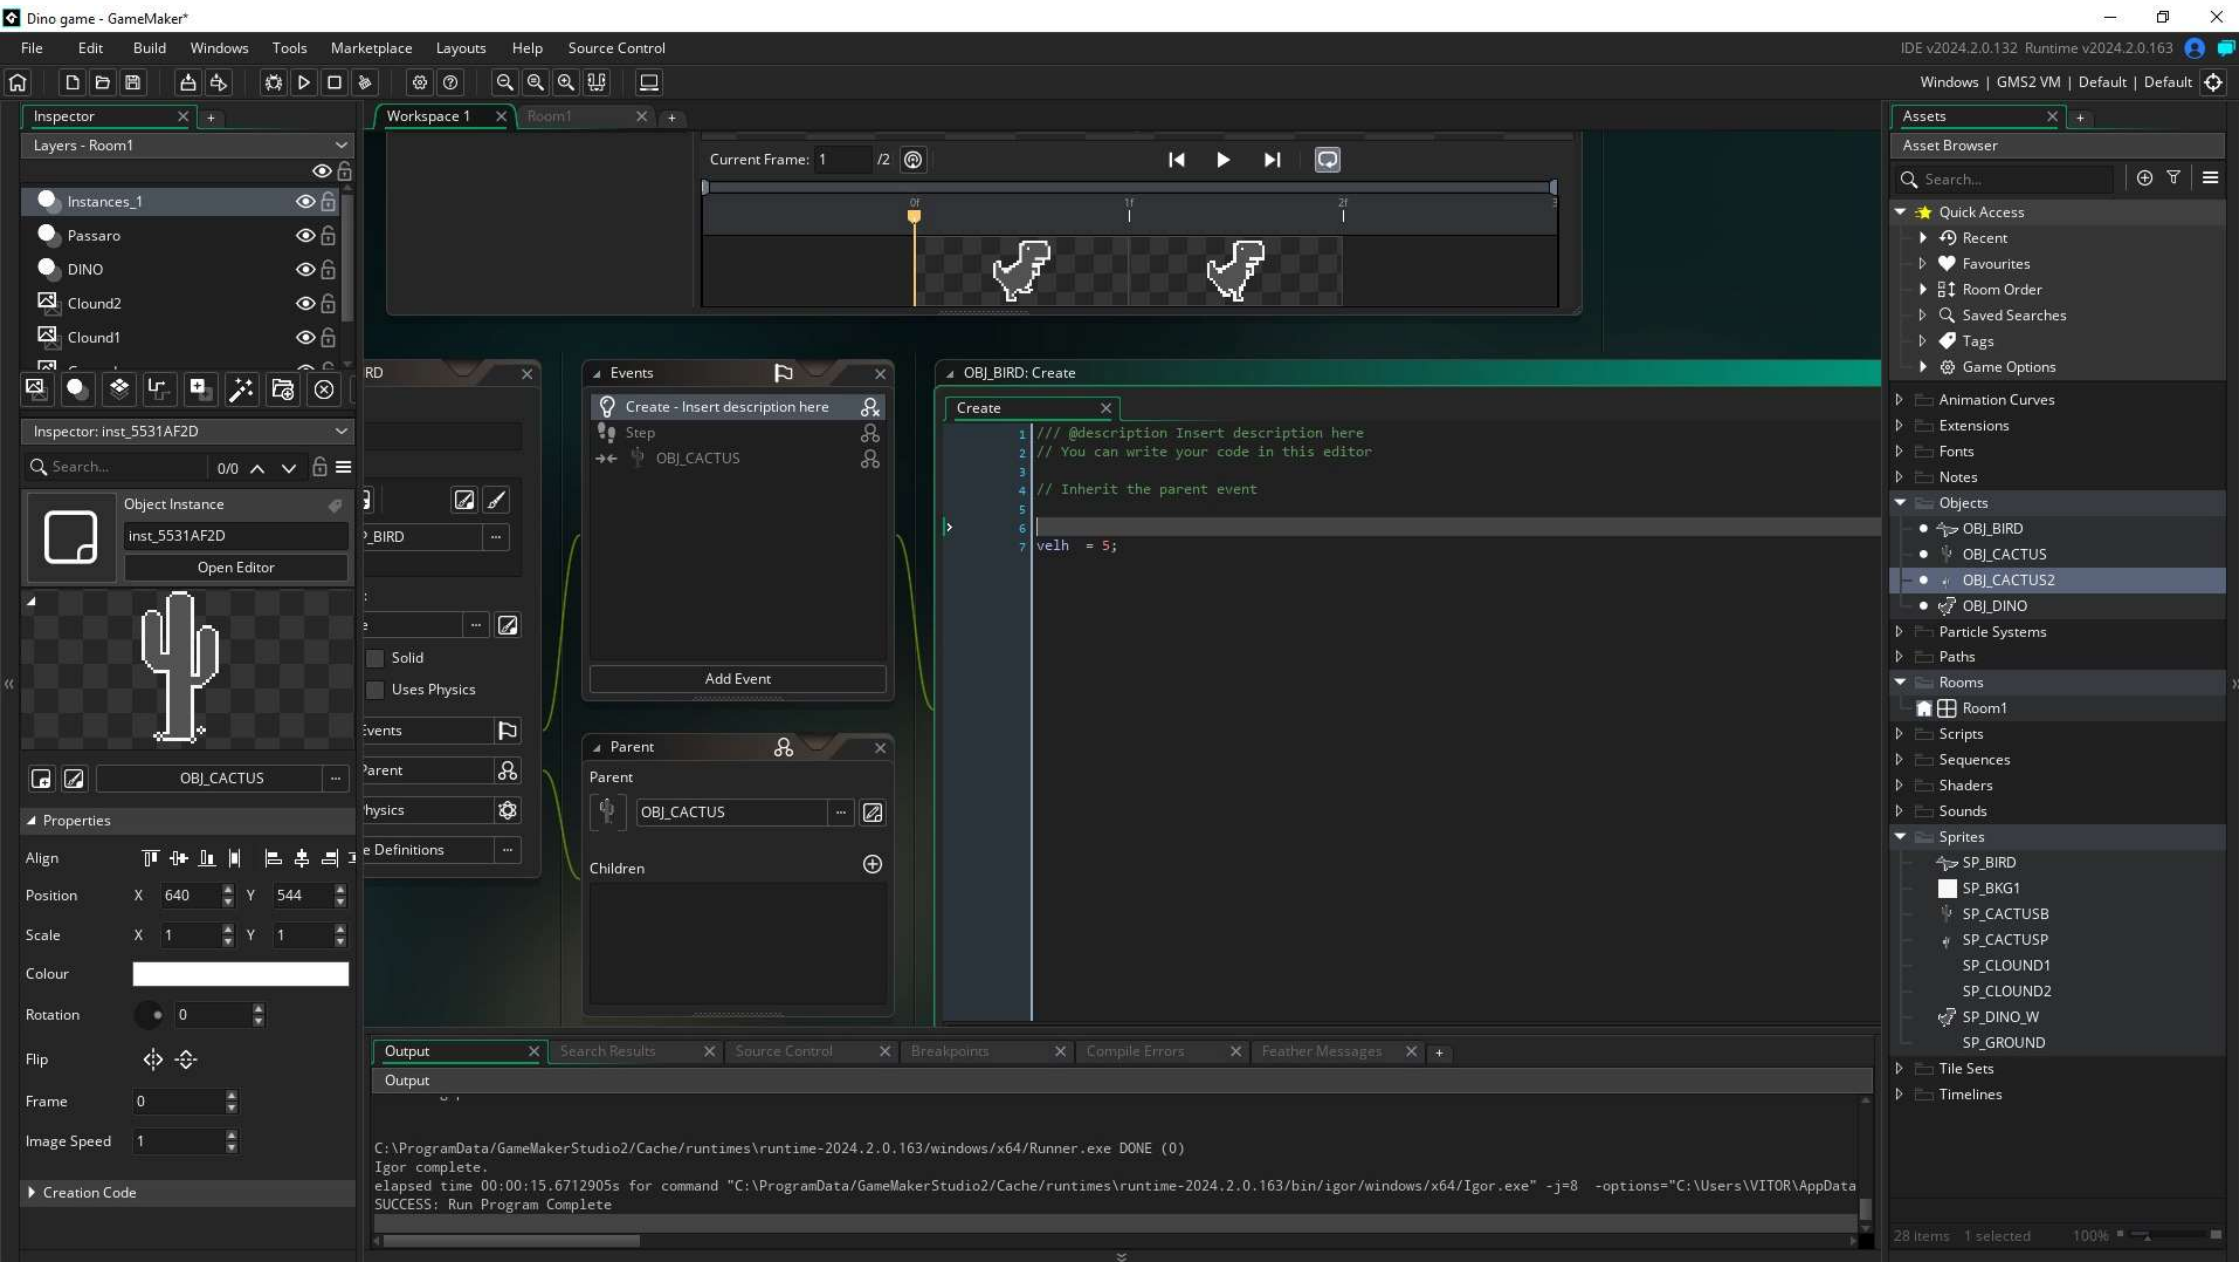 Dino game - GameMaker*
File Edit Build Windows Tools Marketplace Layouts Help Source Control
IDE v2024.2.0.132 Runtime v2024.2.0.163
Windows | GMS2 VM | Default | Default
Inspector
Layers - Room1
Instances_1
Passaro
DINO
Clound2
Clound1
Inspector: inst_5531AF2D
Search... 0/0
Object Instance
inst_5531AF2D
Open Editor
OBJ_CACTUS
Properties
Align
Position X 640 Y 544
Scale X 1 Y 1
Colour
Rotation 0
Flip
Frame 0
Image Speed 1
Creation Code
Workspace 1 Room1
Current Frame: 1 /2
0f 1f 2f 3
RD
P_BIRD
Solid
Uses Physics
Events
Parent
Physics
e Definitions
Events
Create - Insert description here
Step
OBJ_CACTUS
Add Event
Parent
Parent
OBJ_CACTUS
Children
OBJ_BIRD: Create
Create
1 /// @description Insert description here
2 // You can write your code in this editor
3
4 // Inherit the parent event
5
6
7 velh = 5;
Output Search Results Source Control Breakpoints Compile Errors Feather Messages
Output
C:\ProgramData/GameMakerStudio2/Cache/runtimes\runtime-2024.2.0.163/windows/x64/Runner.exe DONE (0)
Igor complete.
elapsed time 00:00:15.6712905s for command "C:\ProgramData/GameMakerStudio2/Cache/runtimes\runtime-2024.2.0.163/bin/igor/windows/x64/Igor.exe" -j=8 -options="C:\Users\VITOR\AppData
SUCCESS: Run Program Complete
Assets
Asset Browser
Search...
Quick Access
Recent
Favourites
Room Order
Saved Searches
Tags
Game Options
Animation Curves
Extensions
Fonts
Notes
Objects
OBJ_BIRD
OBJ_CACTUS
OBJ_CACTUS2
OBJ_DINO
Particle Systems
Paths
Rooms
Room1
Scripts
Sequences
Shaders
Sounds
Sprites
SP_BIRD
SP_BKG1
SP_CACTUSB
SP_CACTUSP
SP_CLOUND1
SP_CLOUND2
SP_DINO_W
SP_GROUND
Tile Sets
Timelines
28 items 1 selected 100%